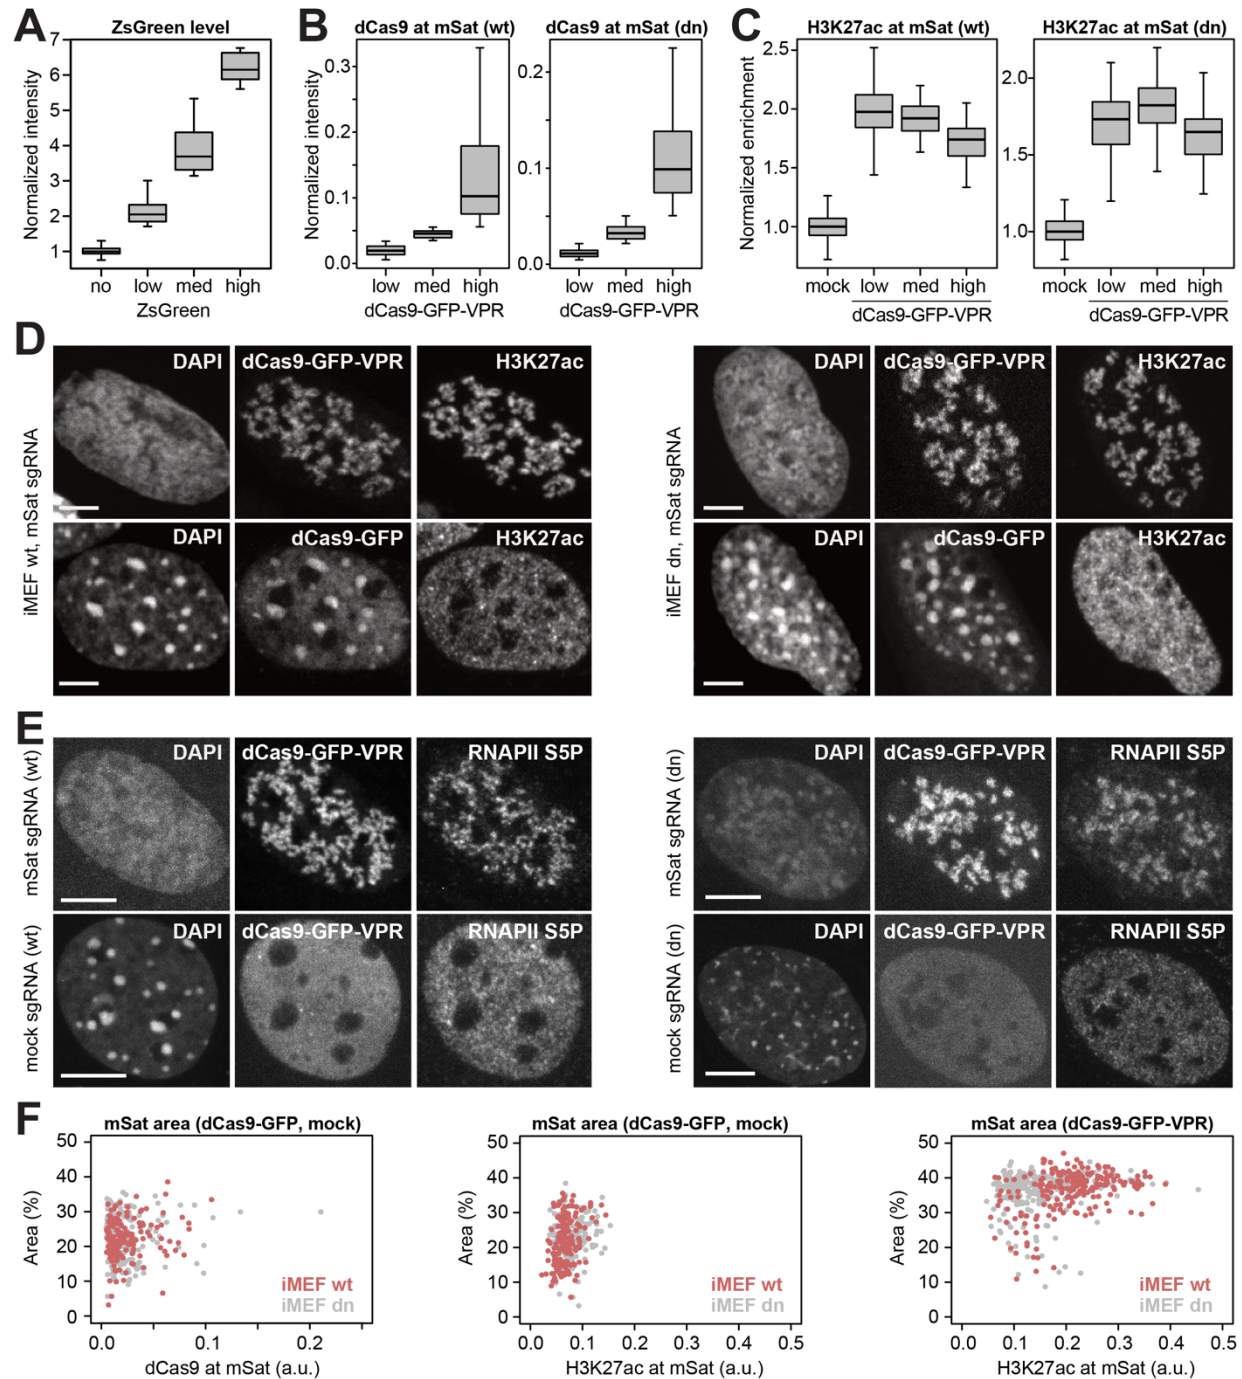 A
ZsGreen level
Normalized intensity
7
6
5
4
3
2
1
no low med high
ZsGreen
B
dCas9 at mSat (wt)
Normalized intensity
0.3
0.2
0.1
0.0
low med high
dCas9-GFP-VPR
dCas9 at mSat (dn)
0.2
0.1
0.0
low med high
dCas9-GFP-VPR
C
H3K27ac at mSat (wt)
Normalized enrichment
2.5
2.0
1.5
1.0
mock low med high
dCas9-GFP-VPR
H3K27ac at mSat (dn)
2.0
1.5
1.0
mock low med high
dCas9-GFP-VPR
D
iMEF wt, mSat sgRNA
DAPI dCas9-GFP-VPR H3K27ac
DAPI dCas9-GFP H3K27ac
iMEF dn, mSat sgRNA
DAPI dCas9-GFP-VPR H3K27ac
DAPI dCas9-GFP H3K27ac
E
mSat sgRNA (wt)
DAPI dCas9-GFP-VPR RNAPII S5P
mock sgRNA (wt)
DAPI dCas9-GFP-VPR RNAPII S5P
mSat sgRNA (dn)
DAPI dCas9-GFP-VPR RNAPII S5P
mock sgRNA (dn)
DAPI dCas9-GFP-VPR RNAPII S5P
F
mSat area (dCas9-GFP, mock)
Area (%)
50
40
30
20
10
0
iMEF wt
iMEF dn
0.0 0.1 0.2
dCas9 at mSat (a.u.)
mSat area (dCas9-GFP, mock)
Area (%)
50
40
30
20
10
0
iMEF wt
iMEF dn
0.0 0.1 0.2 0.3 0.4 0.5
H3K27ac at mSat (a.u.)
mSat area (dCas9-GFP-VPR)
Area (%)
50
40
30
20
10
0
iMEF wt
iMEF dn
0.0 0.1 0.2 0.3 0.4 0.5
H3K27ac at mSat (a.u.)